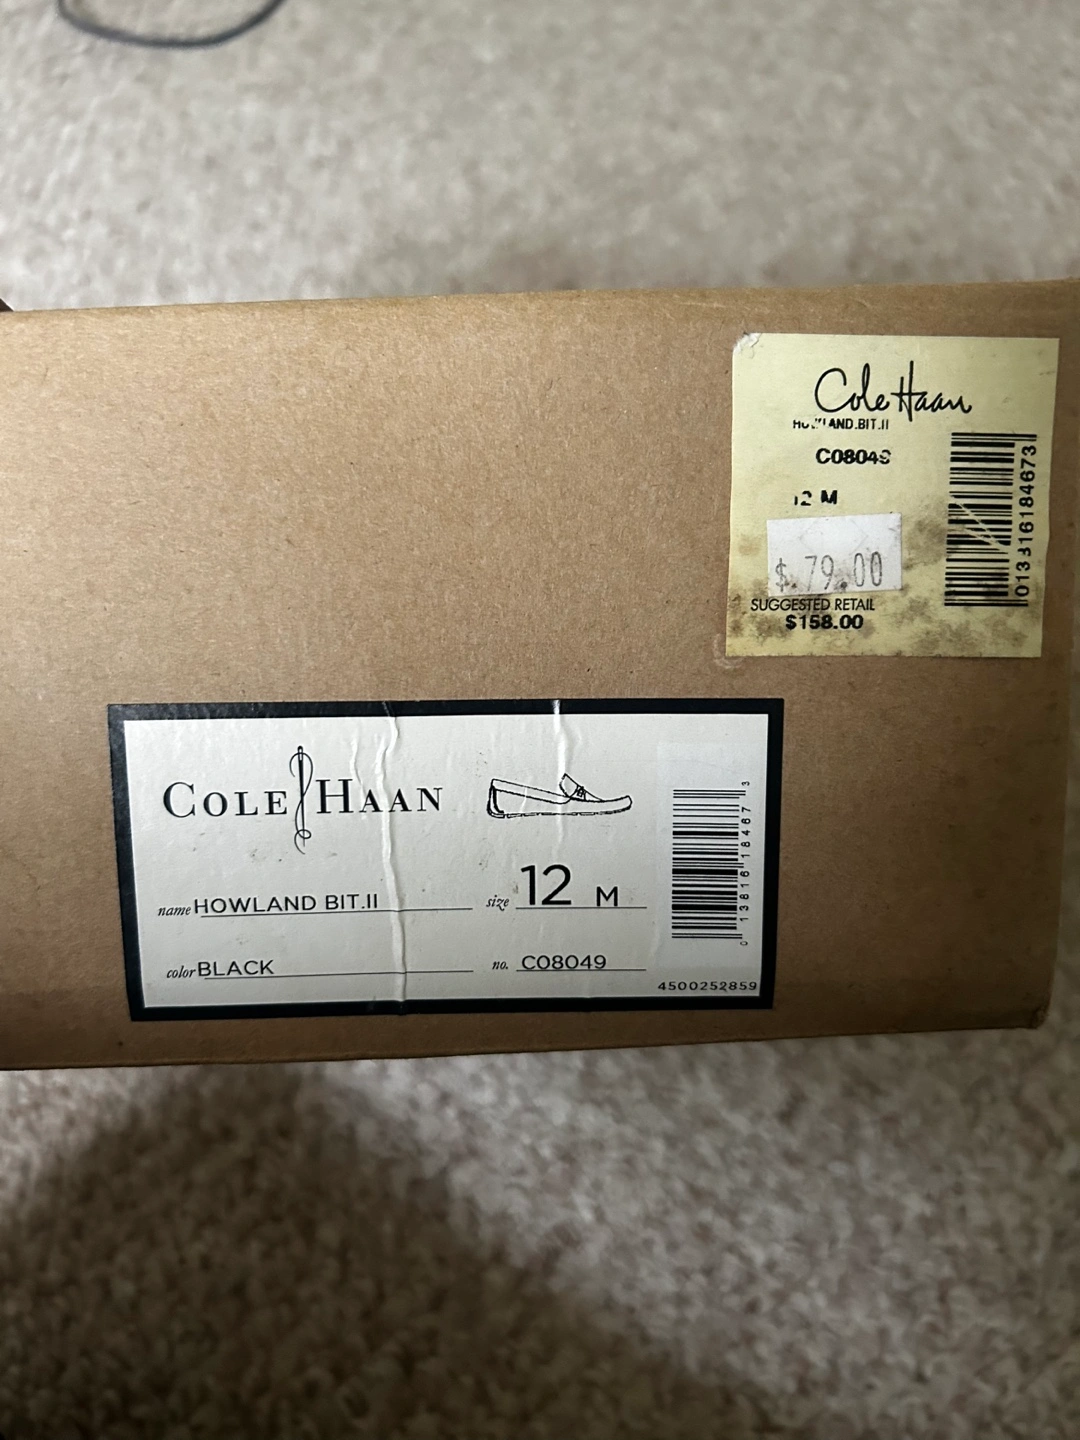 Cole Haan
HOWLAND.BIT.II
C08049
12 M
$.79.00
SUGGESTED RETAIL
$158.00
COLE HAAN
name HOWLAND BIT.II
size 12 M
color BLACK
no. C08049
4500252859